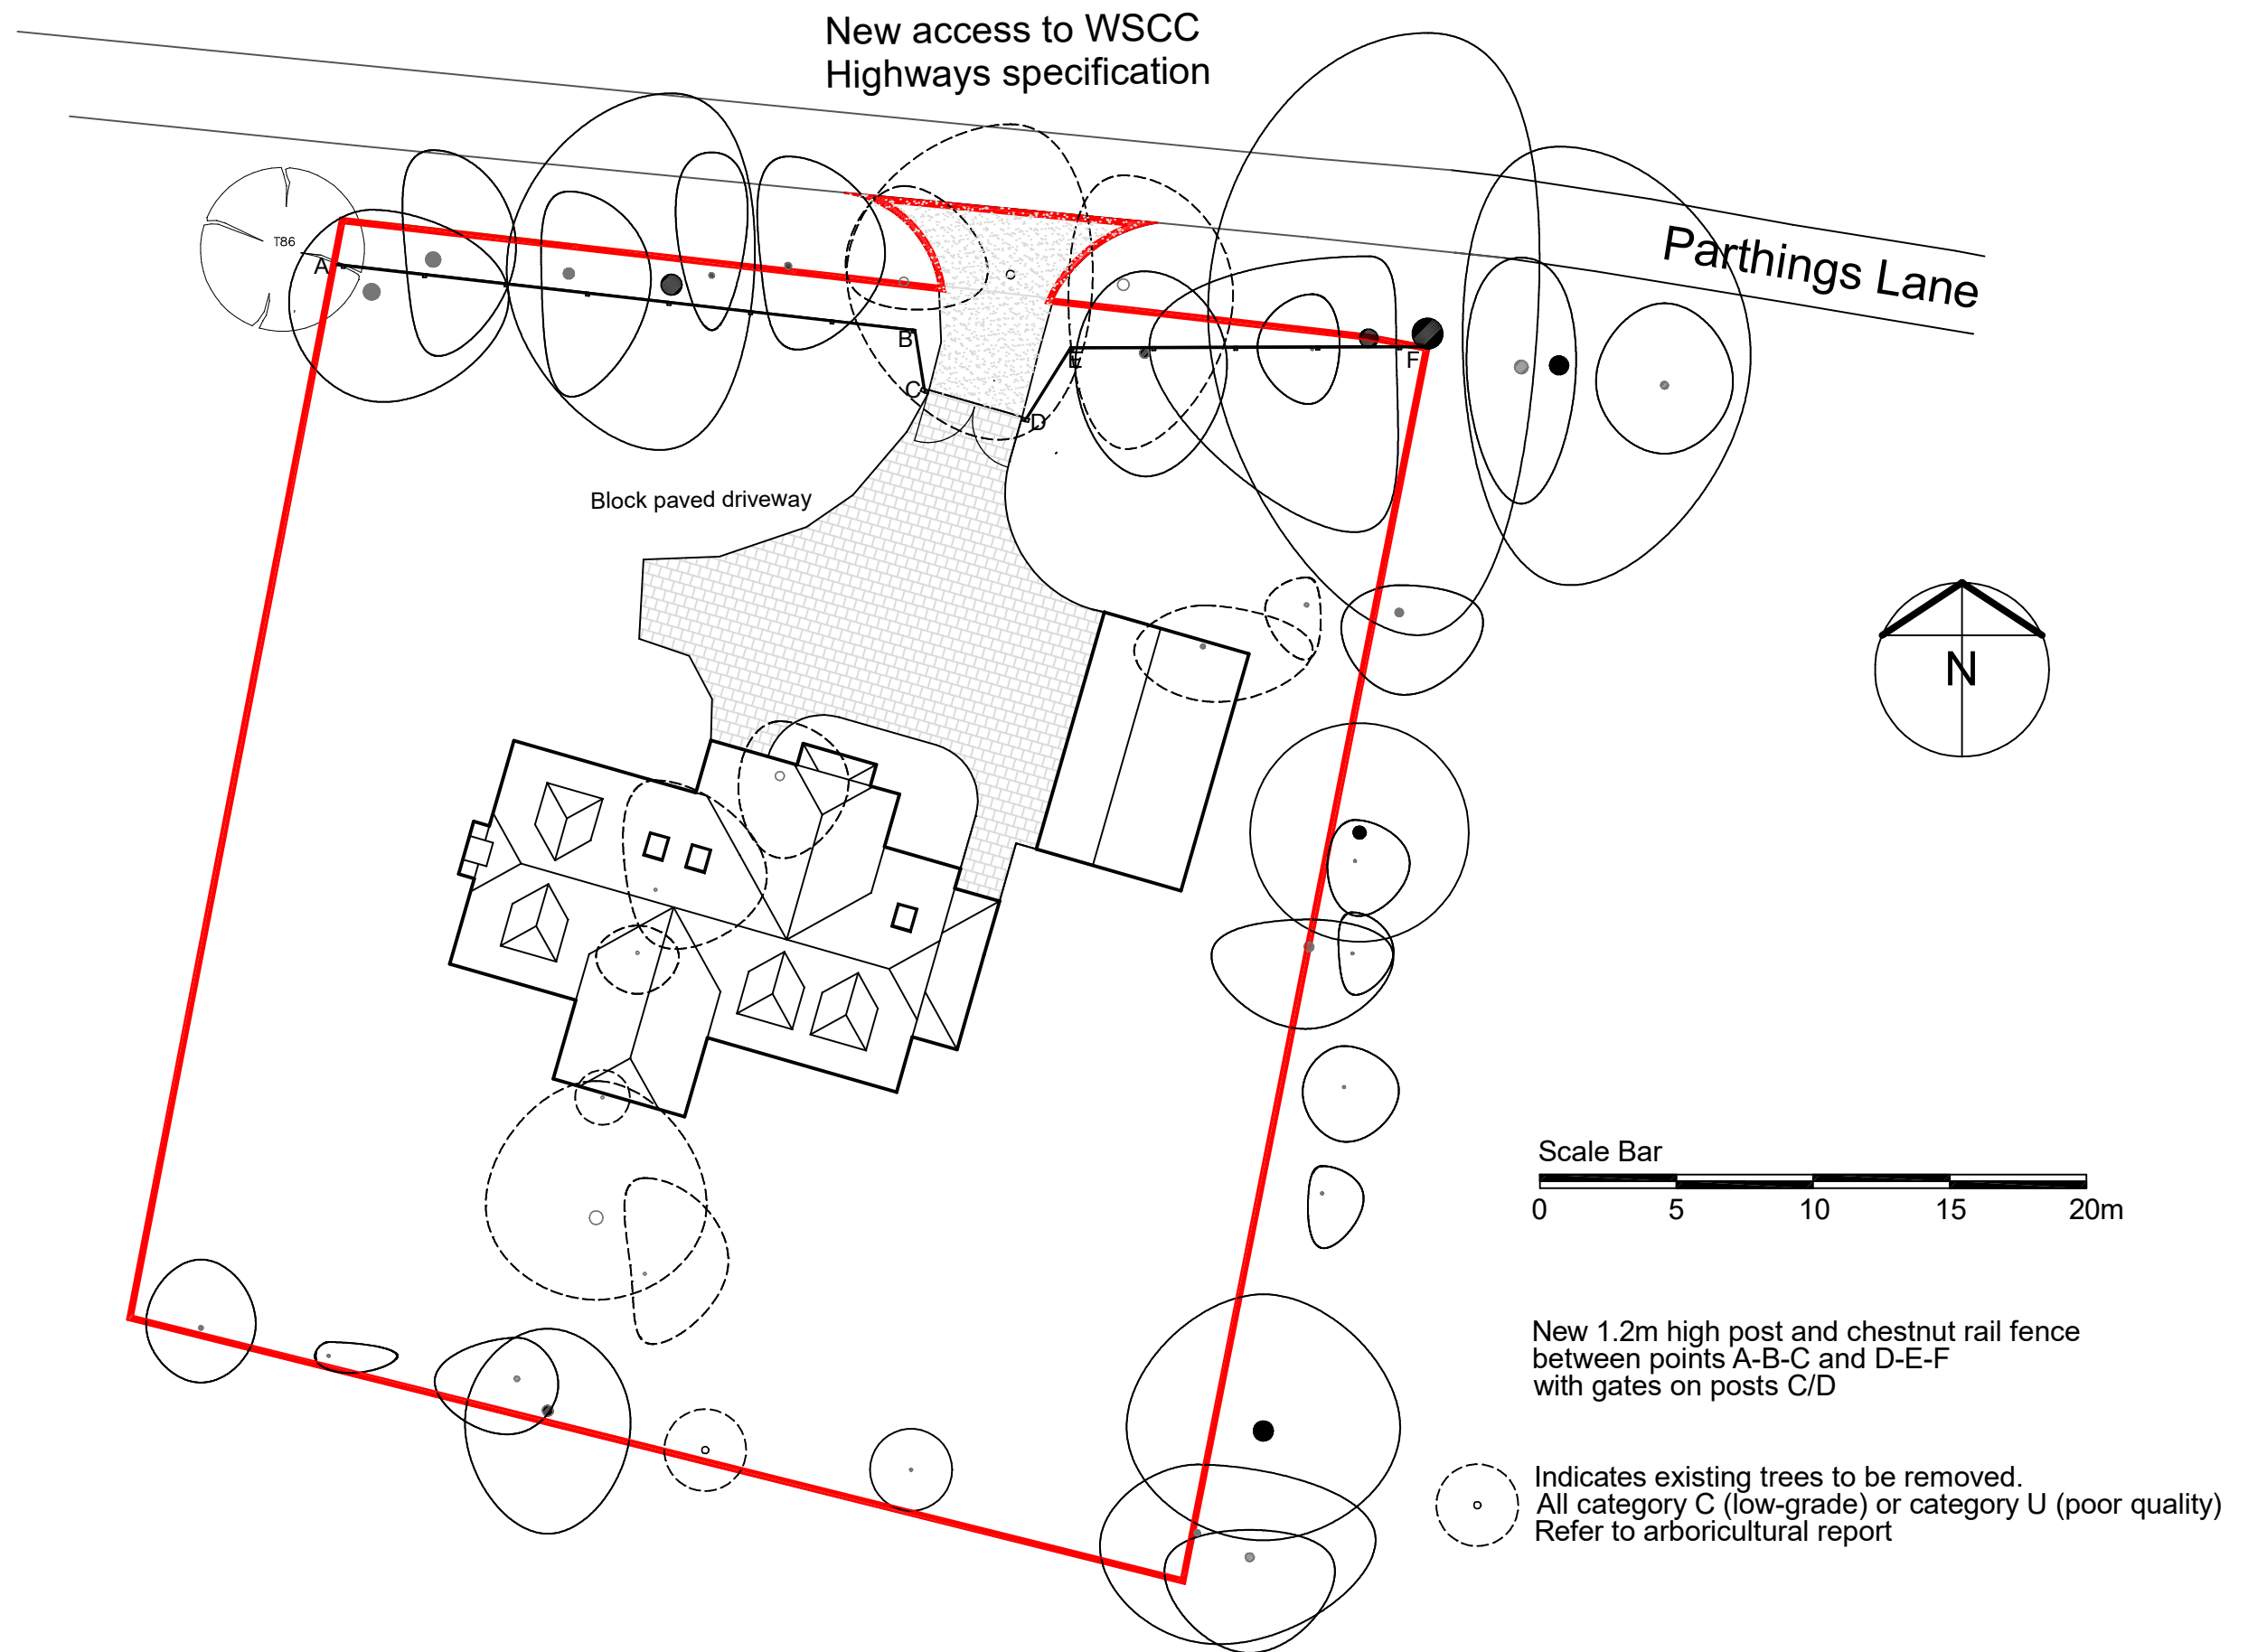 New access to WSCC
Highways specification
Parthings Lane
T86
A
B
C
D
E
F
Block paved driveway
N
Scale Bar
0 5 10 15 20m
New 1.2m high post and chestnut rail fence
between points A-B-C and D-E-F
with gates on posts C/D
Indicates existing trees to be removed.
All category C (low-grade) or category U (poor quality)
Refer to arboricultural report